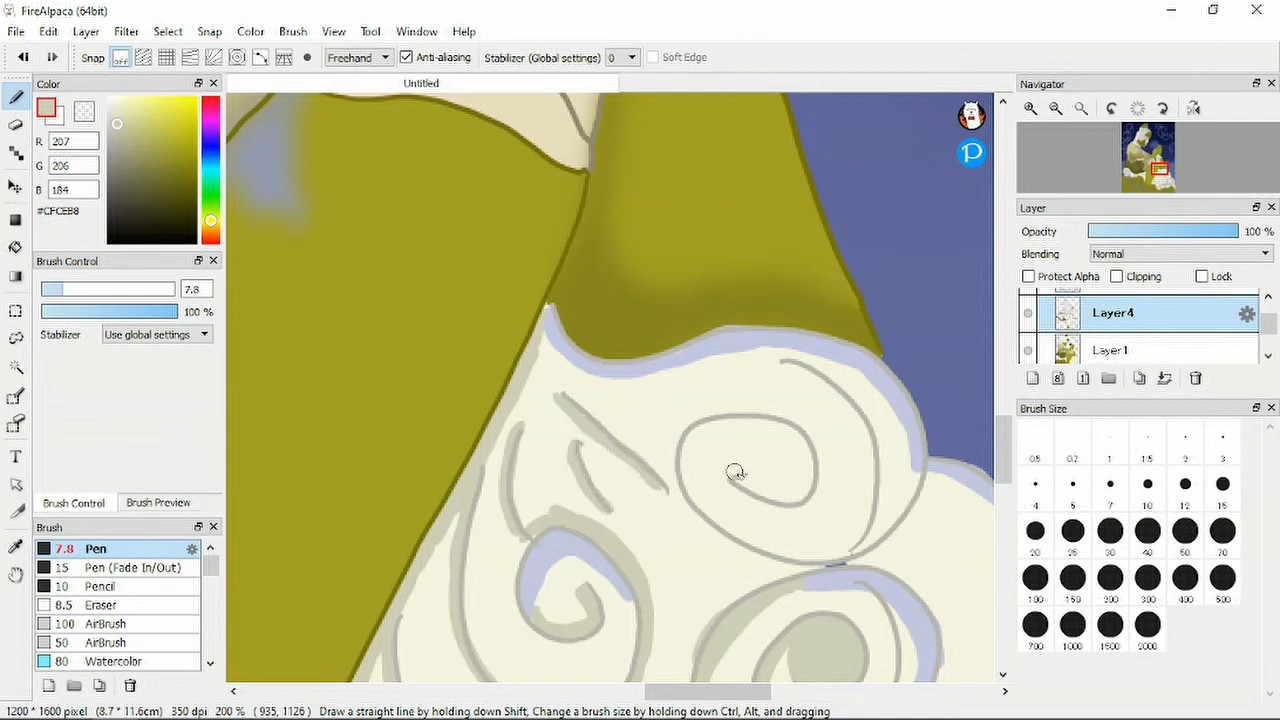 FireAlpaca (64bit)
File Edit Layer Filter Select Snap Color Brush View Tool Window Help
Snap off Freehand Anti-aliasing Stabilizer (Global settings) 0 Soft Edge
Color
Untitled
Navigator
R 207
G 206
B 184
#CFCEB8
Layer
Opacity 100 %
Blending Normal
Protect Alpha Clipping Lock
Brush Control
7.8
100 %
Stabilizer Use global settings
Layer4
Layer1
Brush Size
0.5 0.7 1 1.5 2 3
4 5 7 10 12 15
20 25 30 40 50 70
100 150 200 300 400 500
700 1000 1500 2000
Brush Control Brush Preview
Brush
7.8 Pen
15 Pen (Fade In/Out)
10 Pencil
8.5 Eraser
100 AirBrush
50 AirBrush
80 Watercolor
1200 * 1600 pixel (8.7 * 11.6cm) 350 dpi 200 % ( 935, 1126 ) Draw a straight line by holding down Shift, Change a brush size by holding down Ctrl, Alt, and dragging